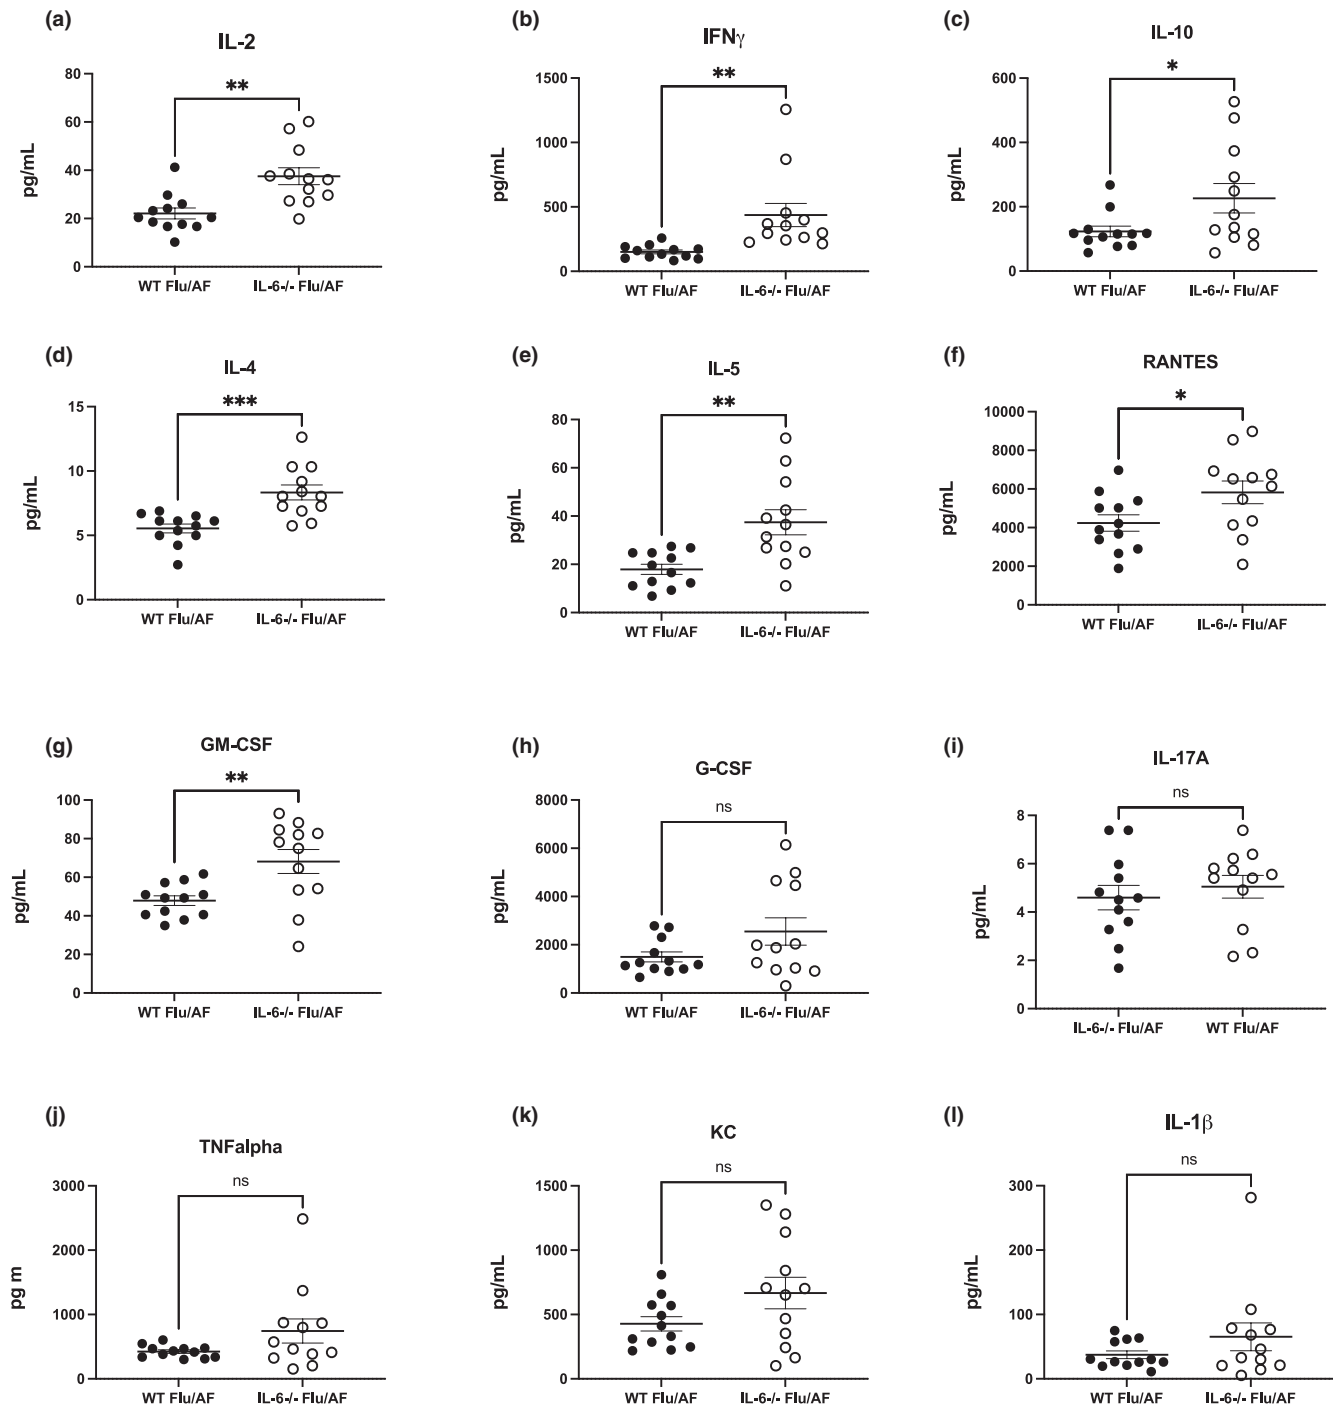 (a)
IL-2
**
80
60
40
20
0
pg/mL
WT Flu/AF
IL-6-/- Flu/AF
(b)
IFNγ
**
1500
1000
500
0
pg/mL
WT Flu/AF
IL-6-/- Flu/AF
(c)
IL-10
*
600
400
200
0
pg/mL
WT Flu/AF
IL-6-/- Flu/AF
(d)
IL-4
***
15
10
5
0
pg/mL
WT Flu/AF
IL-6-/- Flu/AF
(e)
IL-5
**
80
60
40
20
0
pg/mL
WT Flu/AF
IL-6-/- Flu/AF
(f)
RANTES
*
10000
8000
6000
4000
2000
0
pg/mL
WT Flu/AF
IL-6-/- Flu/AF
(g)
GM-CSF
**
100
80
60
40
20
0
pg/mL
WT Flu/AF
IL-6-/- Flu/AF
(h)
G-CSF
ns
8000
6000
4000
2000
0
pg/mL
WT Flu/AF
IL-6-/- Flu/AF
(i)
IL-17A
ns
8
6
4
2
0
pg/mL
IL-6-/- Flu/AF
WT Flu/AF
(j)
TNFalpha
ns
3000
2000
1000
0
pg m
WT Flu/AF
IL-6-/- Flu/AF
(k)
KC
ns
1500
1000
500
0
pg/mL
WT Flu/AF
IL-6-/- Flu/AF
(l)
IL-1β
ns
300
200
100
0
pg/mL
WT Flu/AF
IL-6-/- Flu/AF